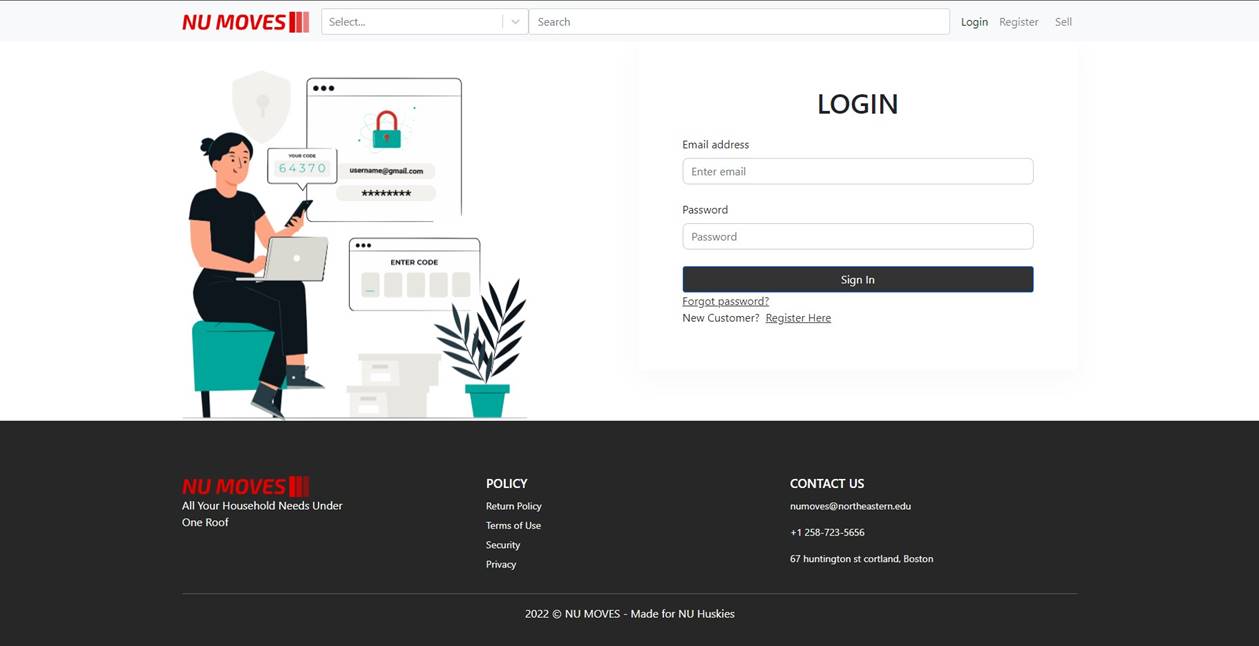 NU MOVES Select... Search Login Register Sell
LOGIN
Email address
Enter email
Password
Password
Sign In
Forgot password?
New Customer? Register Here
YOUR CODE
64370
username@gmail.com
********
ENTER CODE
NU MOVES
All Your Household Needs Under
One Roof
POLICY
Return Policy
Terms of Use
Security
Privacy
CONTACT US
numoves@northeastern.edu
+1 258-723-5656
67 huntington st cortland, Boston
2022 © NU MOVES - Made for NU Huskies